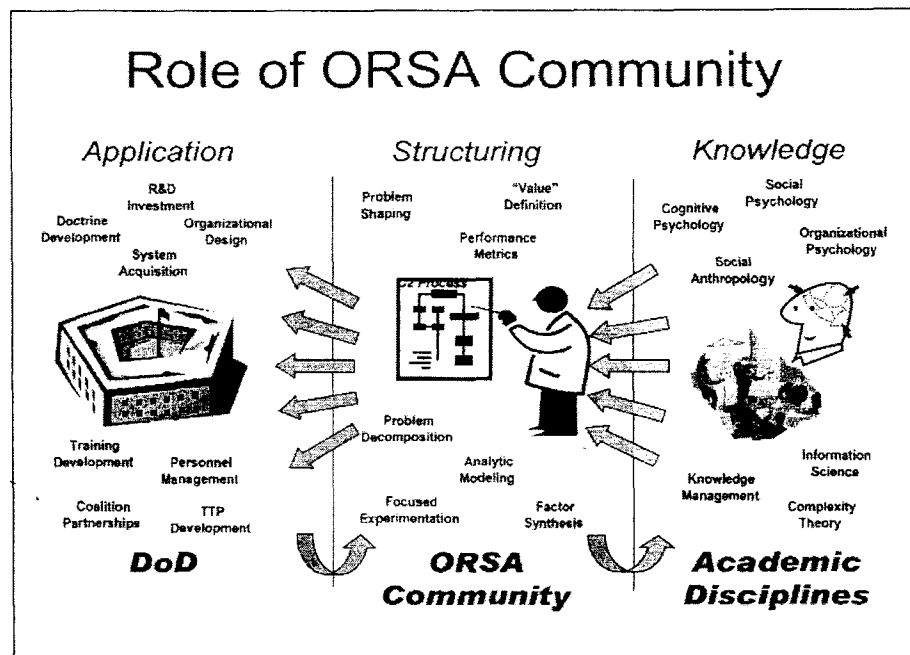 Role of ORSA Community
Application
R&D
Investment
Doctrine
Development
Organizational
Design
System
Acquisition
Training
Development
Personnel
Management
Coalition
Partnerships
TTP
Development
DoD
Structuring
Problem
Shaping
"Value"
Definition
Performance
Metrics
C2 Process
Problem
Decomposition
Analytic
Modeling
Focused
Experimentation
Factor
Synthesis
ORSA
Community
Knowledge
Social
Psychology
Cognitive
Psychology
Organizational
Psychology
Social
Anthropology
Information
Science
Knowledge
Management
Complexity
Theory
Academic
Disciplines